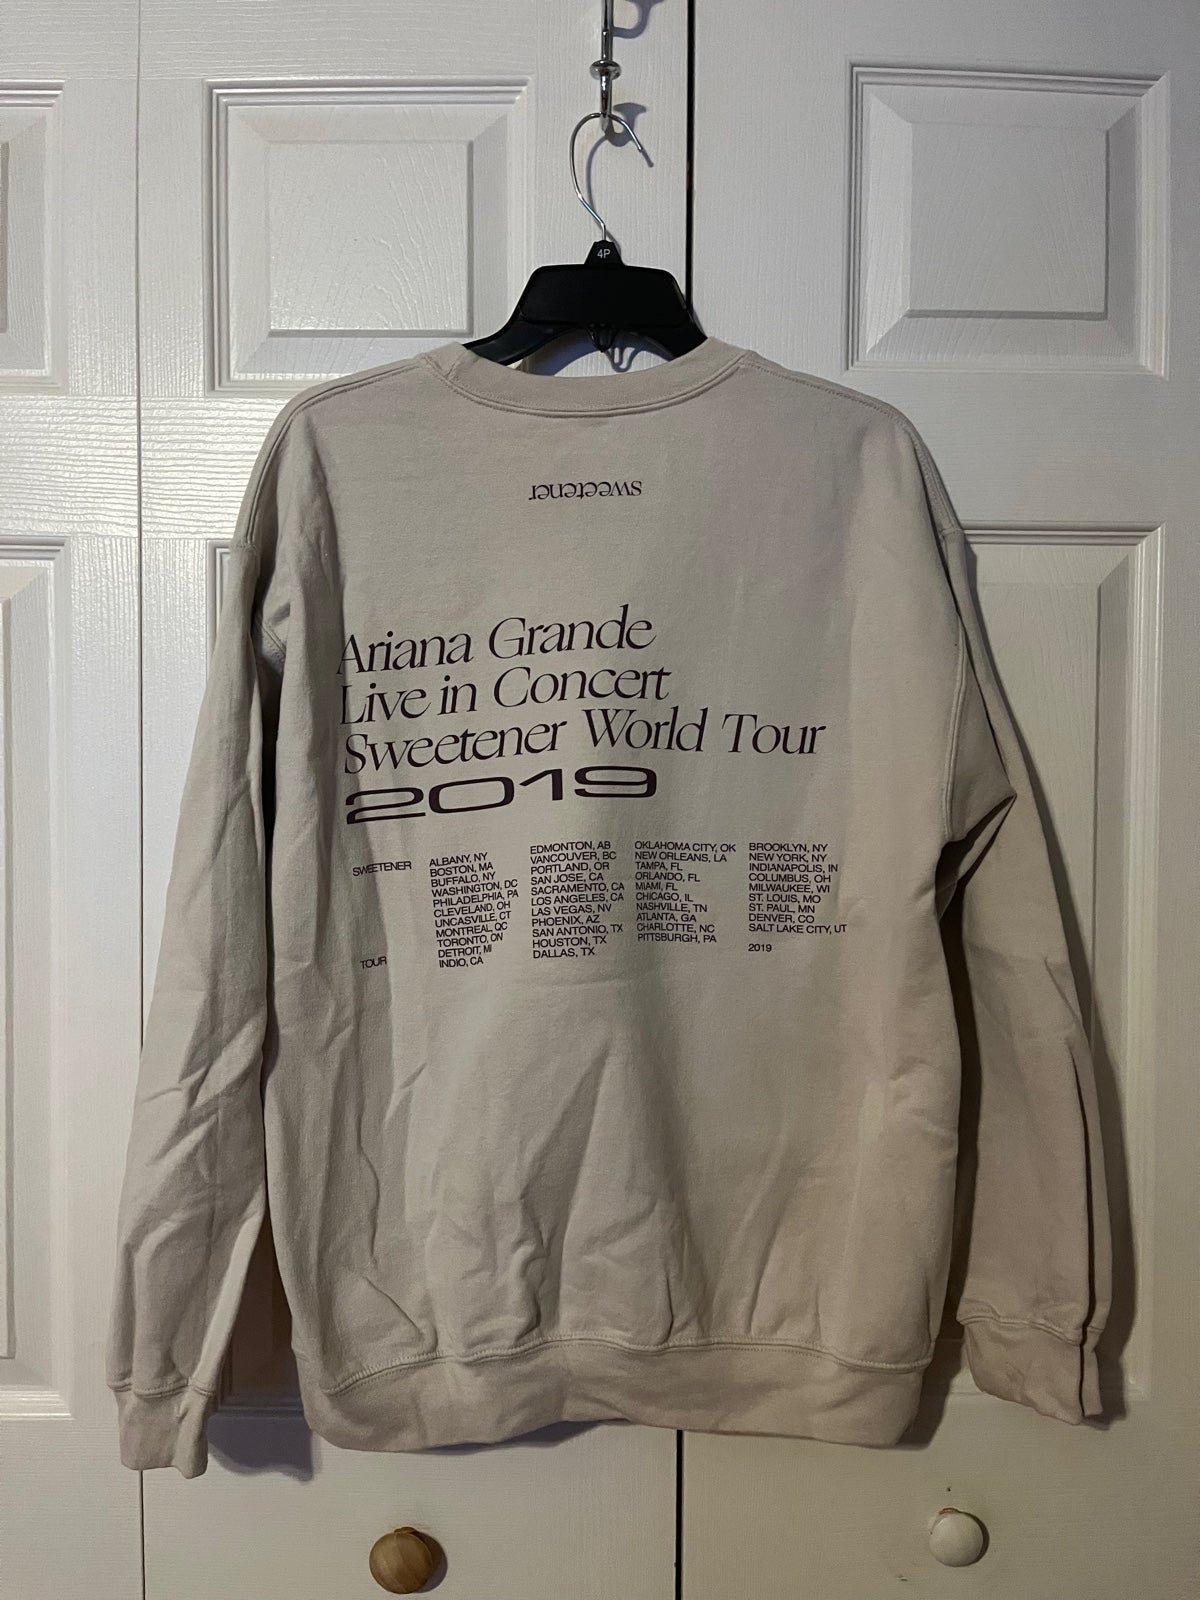 4P
sweetener
Ariana Grande
Live in Concert
Sweetener World Tour
2019
SWEETENER
TOUR
ALBANY, NY
BOSTON, MA
BUFFALO, NY
WASHINGTON, DC
PHILADELPHIA, PA
CLEVELAND, OH
UNCASVILLE, CT
MONTREAL, QC
TORONTO, ON
DETROIT, MI
INDIO, CA
EDMONTON, AB
VANCOUVER, BC
PORTLAND, OR
SAN JOSE, CA
SACRAMENTO, CA
LOS ANGELES, CA
LAS VEGAS, NV
PHOENIX, AZ
SAN ANTONIO, TX
HOUSTON, TX
DALLAS, TX
OKLAHOMA CITY, OK
NEW ORLEANS, LA
TAMPA, FL
ORLANDO, FL
MIAMI, FL
CHICAGO, IL
NASHVILLE, TN
ATLANTA, GA
CHARLOTTE, NC
PITTSBURGH, PA
BROOKLYN, NY
NEW YORK, NY
INDIANAPOLIS, IN
COLUMBUS, OH
MILWAUKEE, WI
ST. LOUIS, MO
ST. PAUL, MN
DENVER, CO
SALT LAKE CITY, UT
2019